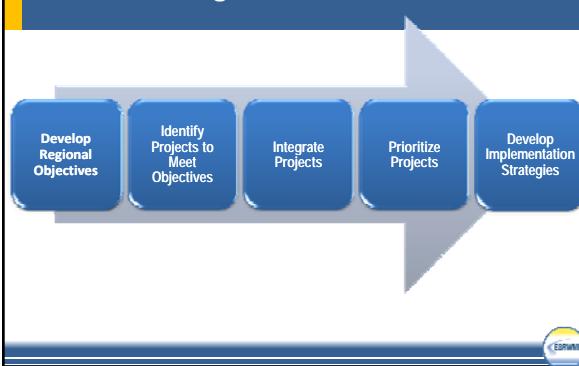 Develop
Regional
Objectives
Identify
Projects to
Meet
Objectives
Integrate
Projects
Prioritize
Projects
Develop
Implementation
Strategies